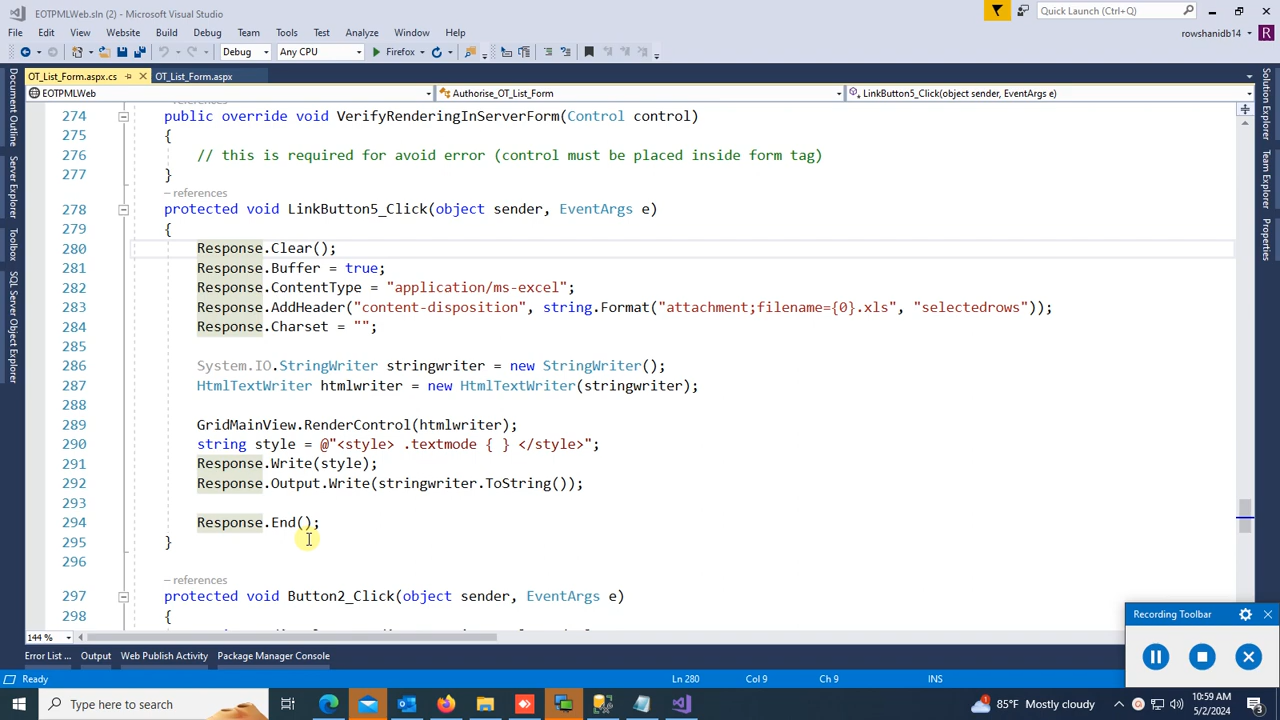 EOTPMLWeb.sln (2) - Microsoft Visual Studio
Quick Launch (Ctrl+Q)
File Edit View Website Build Debug Team Tools Test Analyze Window Help
rowshanidb14 R
Debug Any CPU Firefox
OT_List_Form.aspx.cs OT_List_Form.aspx
EOTPMLWeb Authorise_OT_List_Form LinkButton5_Click(object sender, EventArgs e)
Document Outline
Server Explorer
Toolbox
SQL Server Object Explorer
Solution Explorer
Team Explorer
Properties
references
274 public override void VerifyRenderingInServerForm(Control control)
275 {
276 // this is required for avoid error (control must be placed inside form tag)
277 }
– references
278 protected void LinkButton5_Click(object sender, EventArgs e)
279 {
280 Response.Clear();
281 Response.Buffer = true;
282 Response.ContentType = "application/ms-excel";
283 Response.AddHeader("content-disposition", string.Format("attachment;filename={0}.xls", "selectedrows"));
284 Response.Charset = "";
285
286 System.IO.StringWriter stringwriter = new StringWriter();
287 HtmlTextWriter htmlwriter = new HtmlTextWriter(stringwriter);
288
289 GridMainView.RenderControl(htmlwriter);
290 string style = @"<style> .textmode { } </style>";
291 Response.Write(style);
292 Response.Output.Write(stringwriter.ToString());
293
294 Response.End();
295 }
296
– references
297 protected void Button2_Click(object sender, EventArgs e)
298 {
144 %
Recording Toolbar
Error List ... Output Web Publish Activity Package Manager Console
Ready Ln 280 Col 9 Ch 9 INS
Type here to search
85°F Mostly cloudy
10:59 AM
5/2/2024
3